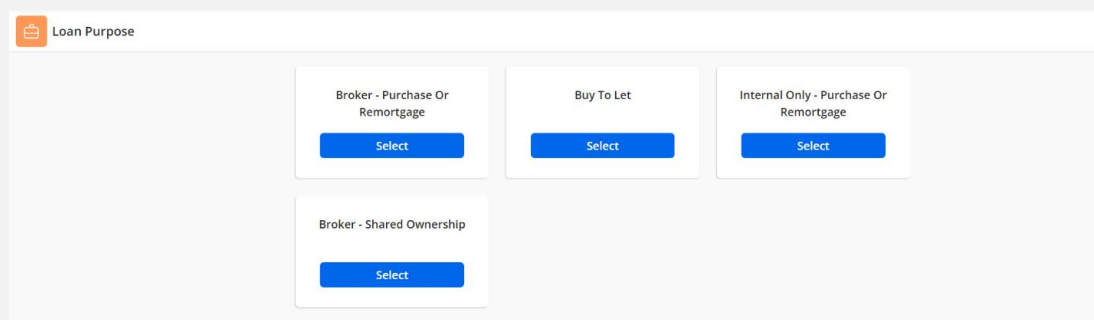 Loan Purpose
Broker - Purchase Or
Remortgage
Select
Buy To Let
Select
Internal Only - Purchase Or
Remortgage
Select
Broker - Shared Ownership
Select